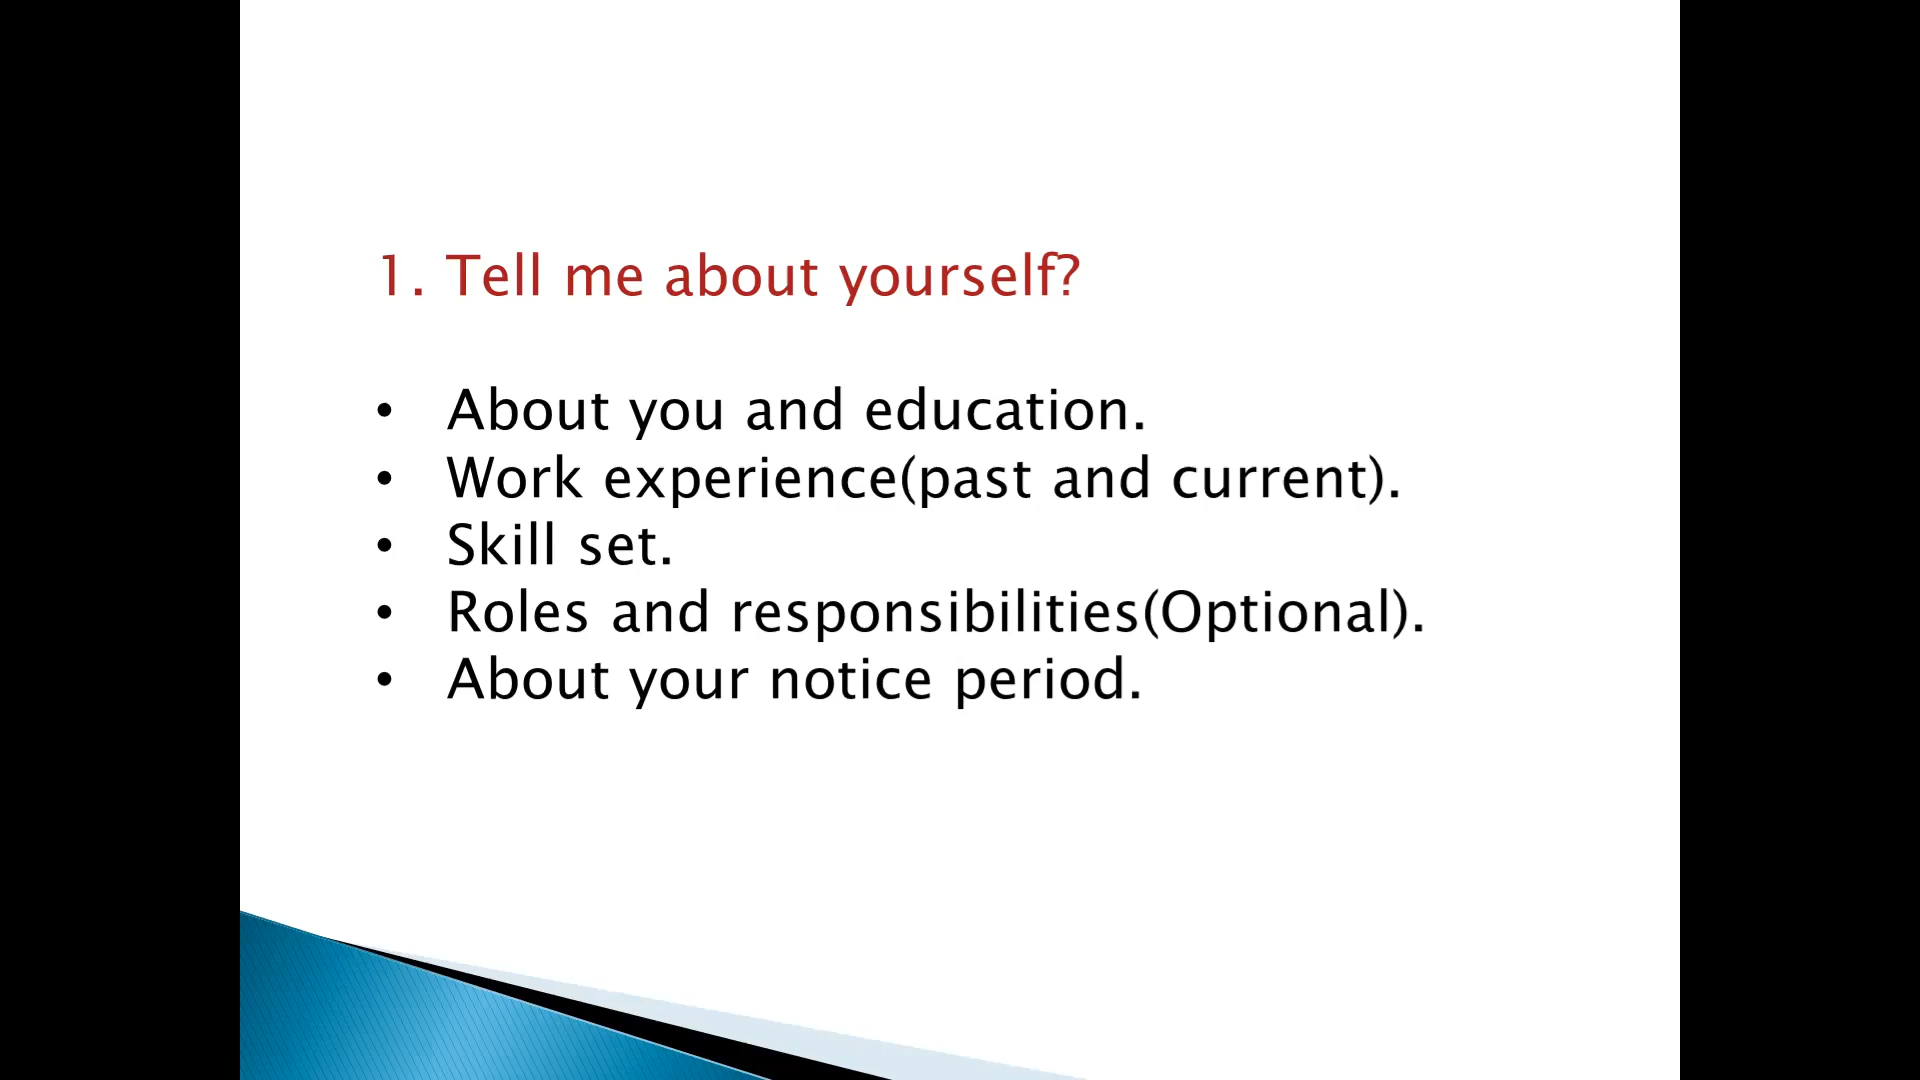 1. Tell me about yourself?
• About you and education.
• Work experience(past and current).
• Skill set.
• Roles and responsibilities(Optional).
• About your notice period.